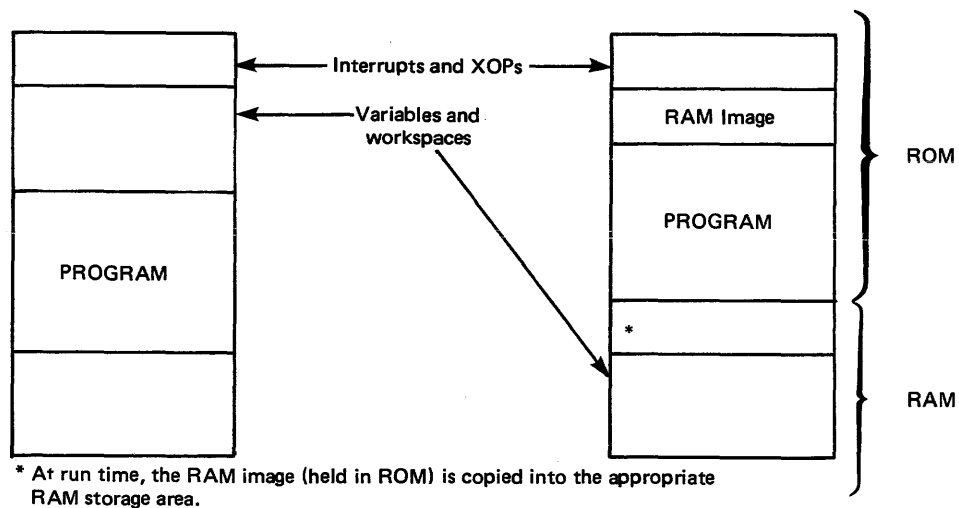 Interrupts and XOPs
Variables and
workspaces
RAM Image
ROM
PROGRAM
PROGRAM
*
RAM
* At run time, the RAM image (held in ROM) is copied into the appropriate
RAM storage area.